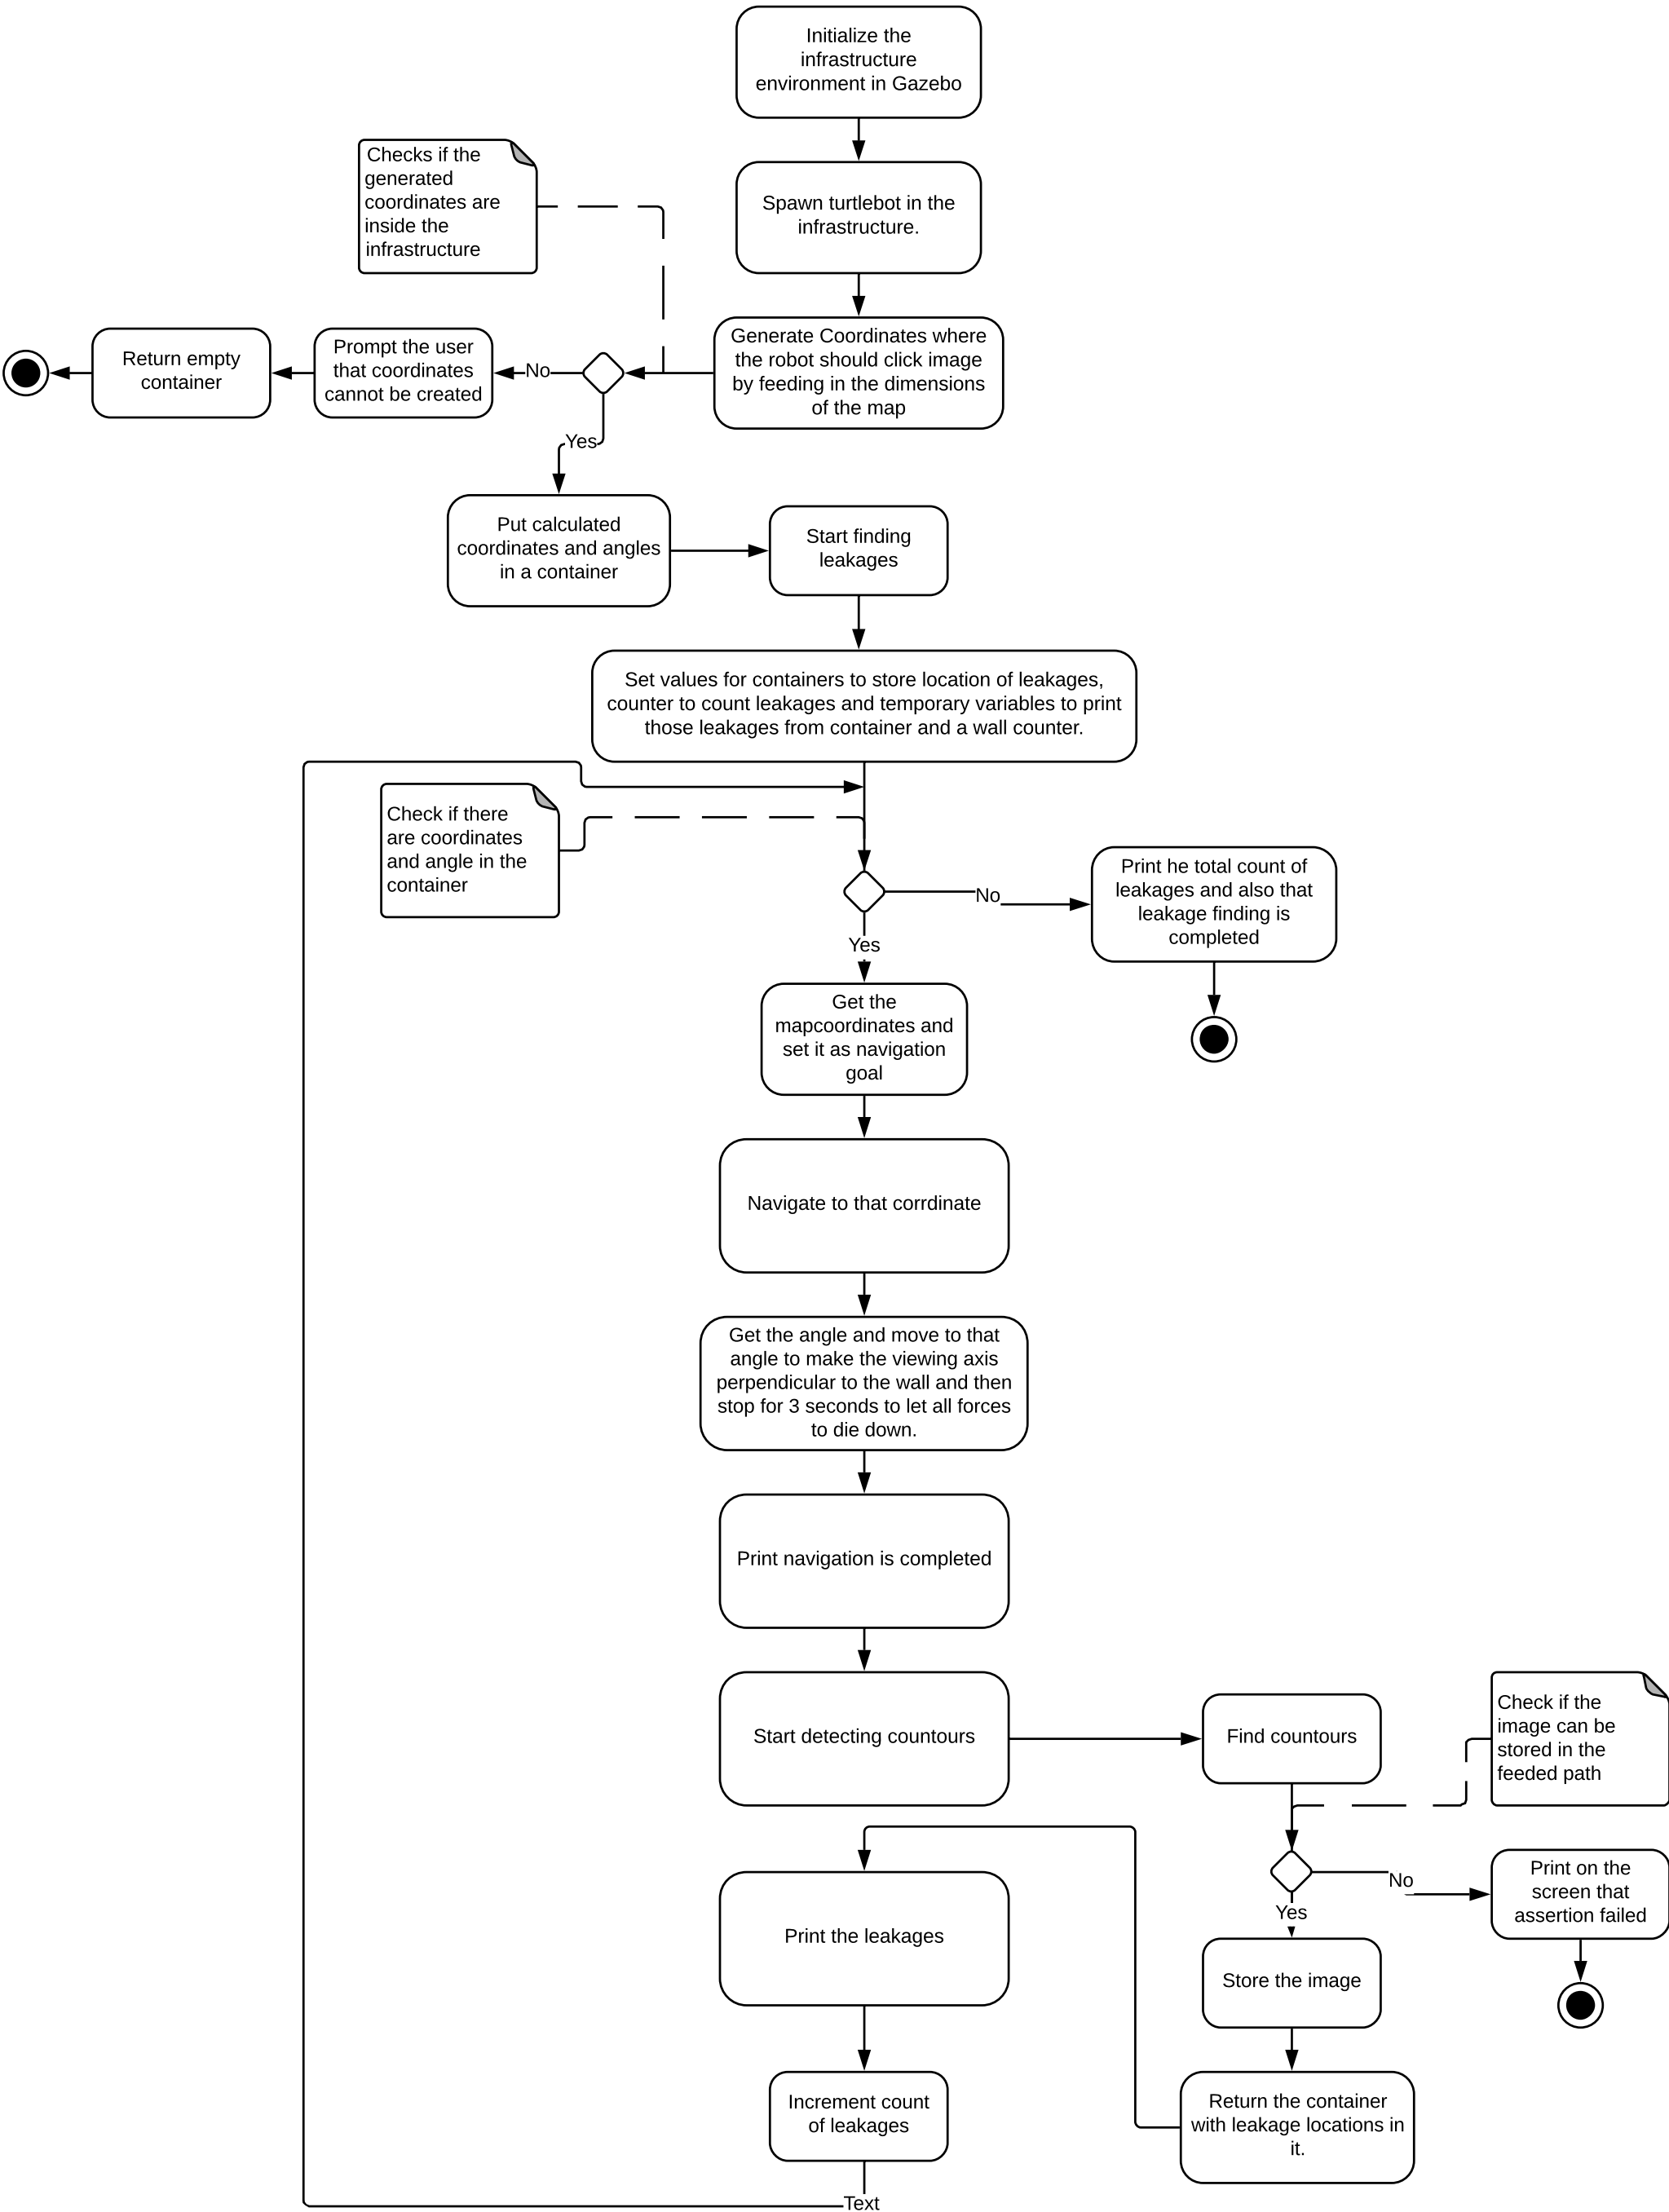 Initialize the
infrastructure
environment in Gazebo
Checks if the
generated
coordinates are
inside the
infrastructure
Spawn turtlebot in the
infrastructure.
Generate Coordinates where
the robot should click image
by feeding in the dimensions
of the map
No
Prompt the user
that coordinates
cannot be created
Return empty
container
Yes
Put calculated
coordinates and angles
in a container
Start finding
leakages
Set values for containers to store location of leakages,
counter to count leakages and temporary variables to print
those leakages from container and a wall counter.
Check if there
are coordinates
and angle in the
container
No
Print he total count of
leakages and also that
leakage finding is
completed
Yes
Get the
mapcoordinates and
set it as navigation
goal
Navigate to that corrdinate
Get the angle and move to that
angle to make the viewing axis
perpendicular to the wall and then
stop for 3 seconds to let all forces
to die down.
Print navigation is completed
Start detecting countours
Find countours
Check if the
image can be
stored in the
feeded path
No
Print on the
screen that
assertion failed
Yes
Store the image
Return the container
with leakage locations in
it.
Print the leakages
Increment count
of leakages
Text